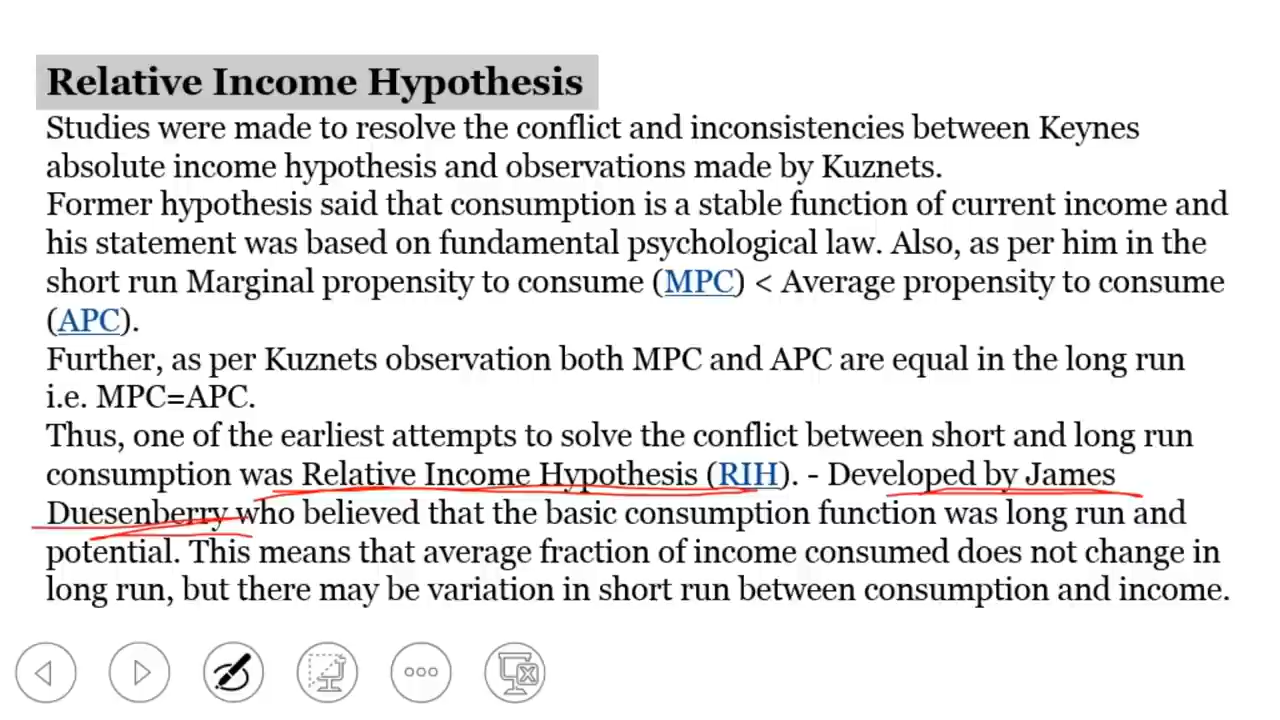 Relative Income Hypothesis
Studies were made to resolve the conflict and inconsistencies between Keynes
absolute income hypothesis and observations made by Kuznets.
Former hypothesis said that consumption is a stable function of current income and
his statement was based on fundamental psychological law. Also, as per him in the
short run Marginal propensity to consume (MPC) < Average propensity to consume
(APC).
Further, as per Kuznets observation both MPC and APC are equal in the long run
i.e. MPC=APC.
Thus, one of the earliest attempts to solve the conflict between short and long run
consumption was Relative Income Hypothesis (RIH). - Developed by James
Duesenberry who believed that the basic consumption function was long run and
potential. This means that average fraction of income consumed does not change in
long run, but there may be variation in short run between consumption and income.